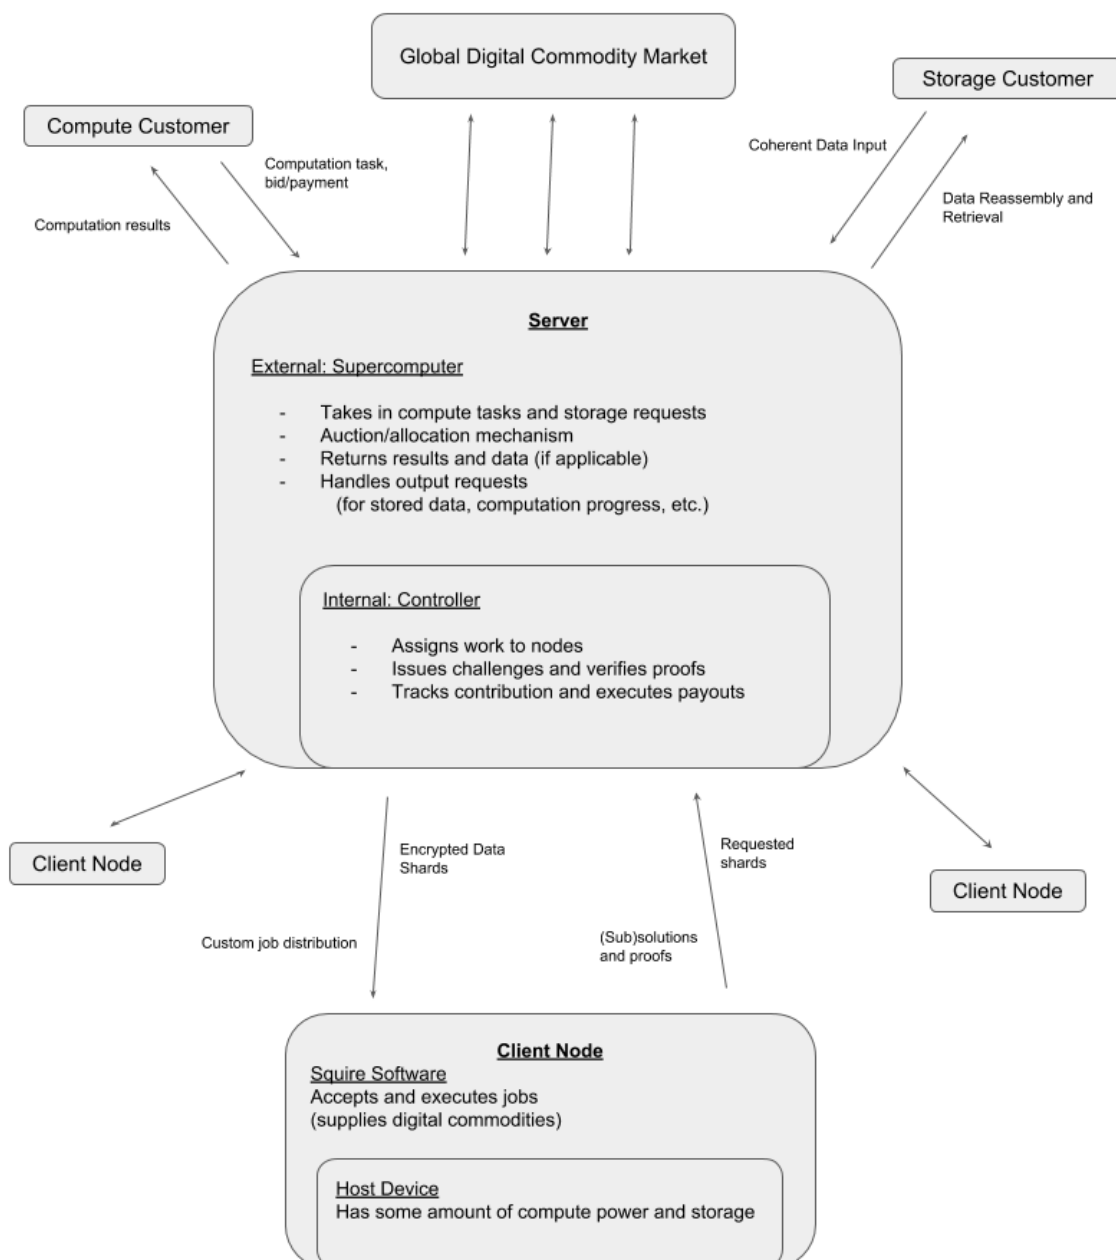 Global Digital Commodity Market
Storage Customer
Compute Customer
Computation task,
bid/payment
Computation results
Coherent Data Input
Data Reassembly and
Retrieval
Server
External: Supercomputer
- Takes in compute tasks and storage requests
- Auction/allocation mechanism
- Returns results and data (if applicable)
- Handles output requests
(for stored data, computation progress, etc.)
Internal: Controller
- Assigns work to nodes
- Issues challenges and verifies proofs
- Tracks contribution and executes payouts
Client Node
Encrypted Data
Shards
Requested
shards
Client Node
Custom job distribution
(Sub)solutions
and proofs
Client Node
Squire Software
Accepts and executes jobs
(supplies digital commodities)
Host Device
Has some amount of compute power and storage